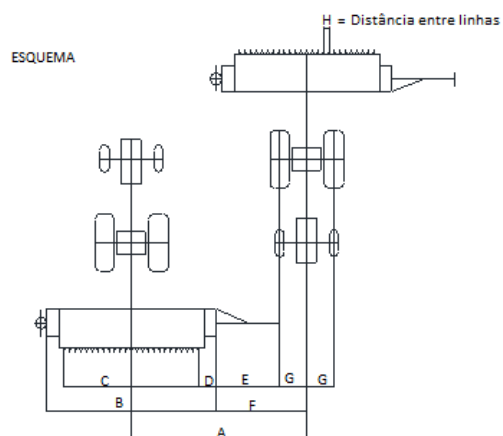 H = Distância entre linhas
ESQUEMA
C D E G G
B F
A